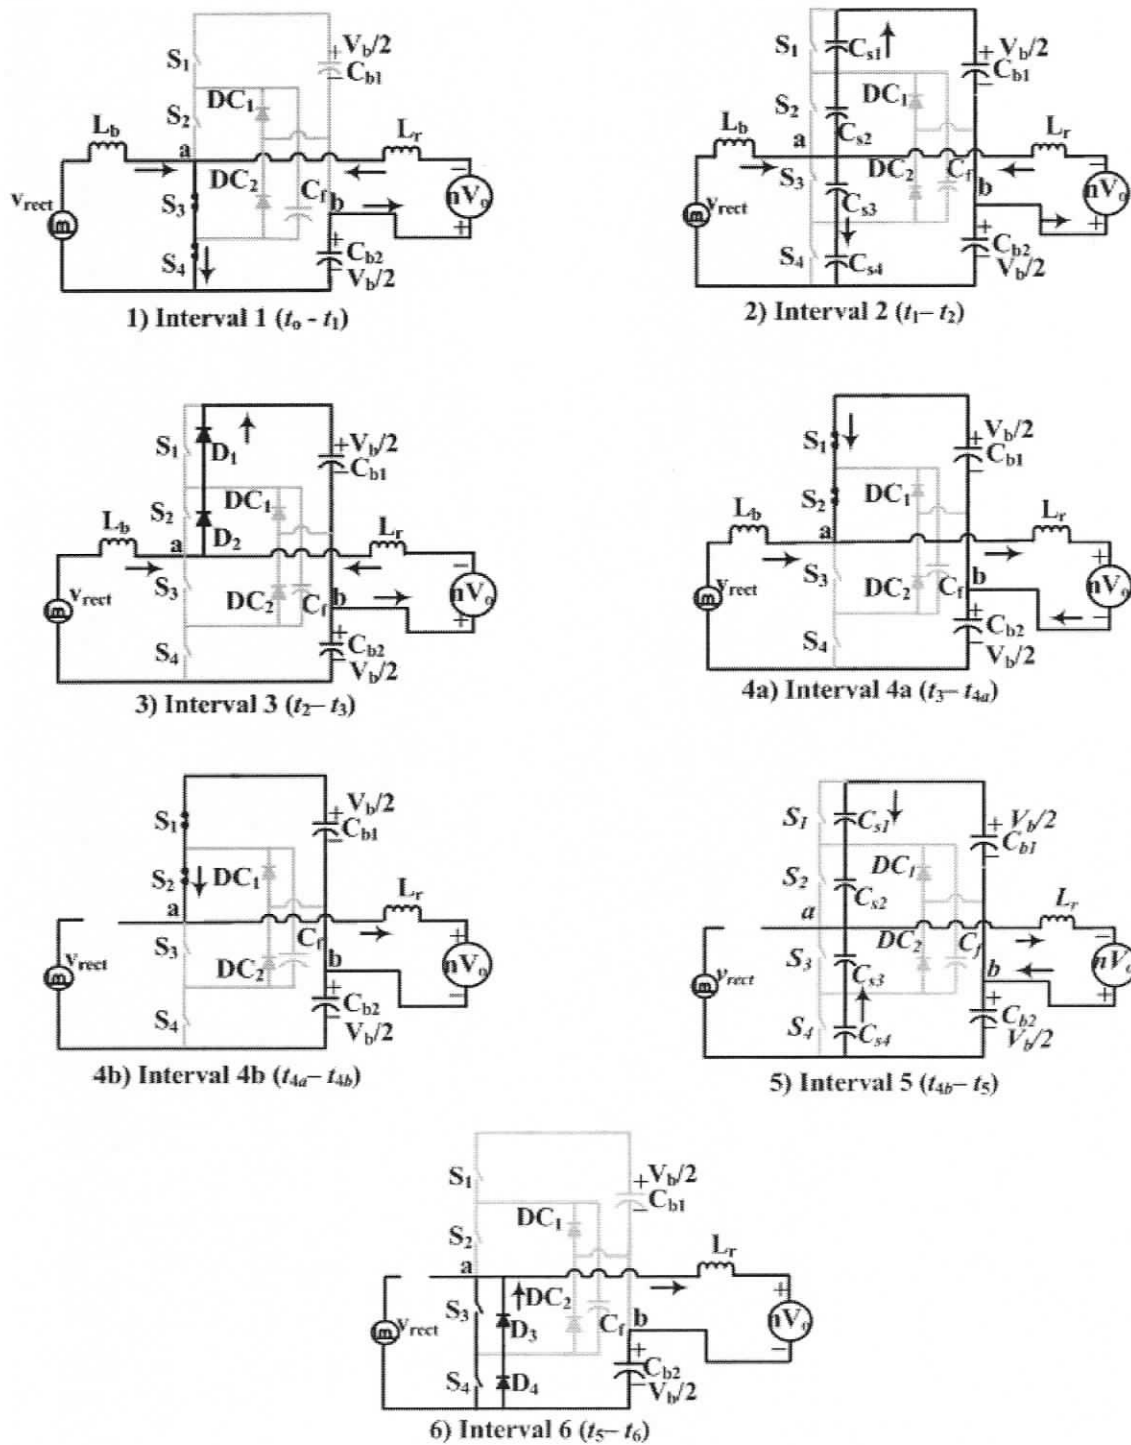 S1
DC1
+ Vb/2
− Cb1
S2
Lb
a
Lr
−
vrect
S3
DC2
Cf
b
nVo
+
S4
+ Cb2
− Vb/2
1) Interval 1 (to - t1)
S1
Cs1
+ Vb/2
− Cb1
DC1
S2
Cs2
Lb
a
Lr
−
vrect
S3
Cs3
DC2
Cf
b
nVo
+
S4
Cs4
+ Cb2
− Vb/2
2) Interval 2 (t1– t2)
S1
D1
+ Vb/2
− Cb1
DC1
S2
D2
Lb
a
Lr
−
vrect
S3
DC2
Cf
b
nVo
+
S4
+ Cb2
− Vb/2
3) Interval 3 (t2– t3)
S1
+ Vb/2
− Cb1
DC1
S2
Lb
a
Lr
+
vrect
S3
DC2
Cf
b
nVo
−
S4
+ Cb2
− Vb/2
4a) Interval 4a (t3– t4a)
S1
+ Vb/2
− Cb1
S2
DC1
a
Lr
+
vrect
S3
DC2
Cf
b
nVo
−
S4
+ Cb2
− Vb/2
4b) Interval 4b (t4a– t4b)
S1
Cs1
+ Vb/2
− Cb1
DC1
S2
Cs2
a
Lr
−
vrect
S3
Cs3
DC2
Cf
b
nVo
+
S4
Cs4
+ Cb2
− Vb/2
5) Interval 5 (t4b– t5)
S1
+ Vb/2
− Cb1
DC1
S2
a
Lr
+
vrect
S3
D3
DC2
Cf
b
nVo
−
S4
D4
+ Cb2
− Vb/2
6) Interval 6 (t5– t6)